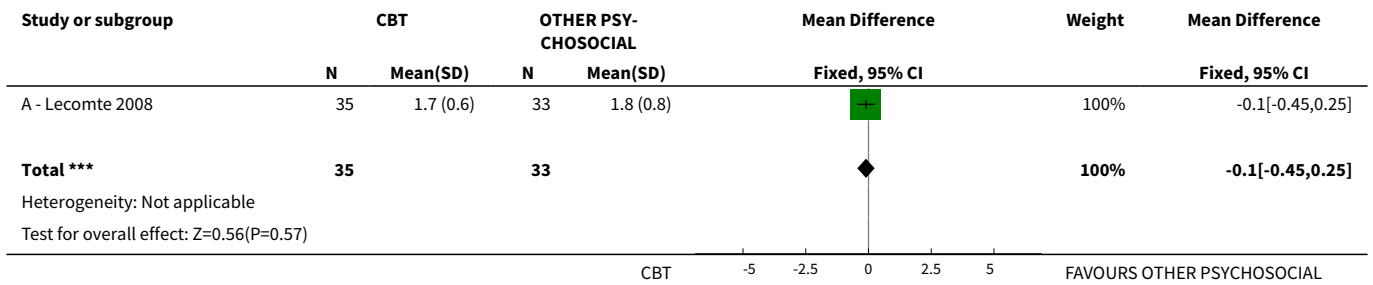 Study or subgroup CBT OTHER PSY- Mean Difference Weight Mean Difference
CHOSOCIAL
N Mean(SD) N Mean(SD) Fixed, 95% CI Fixed, 95% CI
A - Lecomte 2008 35 1.7 (0.6) 33 1.8 (0.8) 100% -0.1[-0.45,0.25]
Total *** 35 33 100% -0.1[-0.45,0.25]
Heterogeneity: Not applicable
Test for overall effect: Z=0.56(P=0.57)
CBT -5 -2.5 0 2.5 5 FAVOURS OTHER PSYCHOSOCIAL